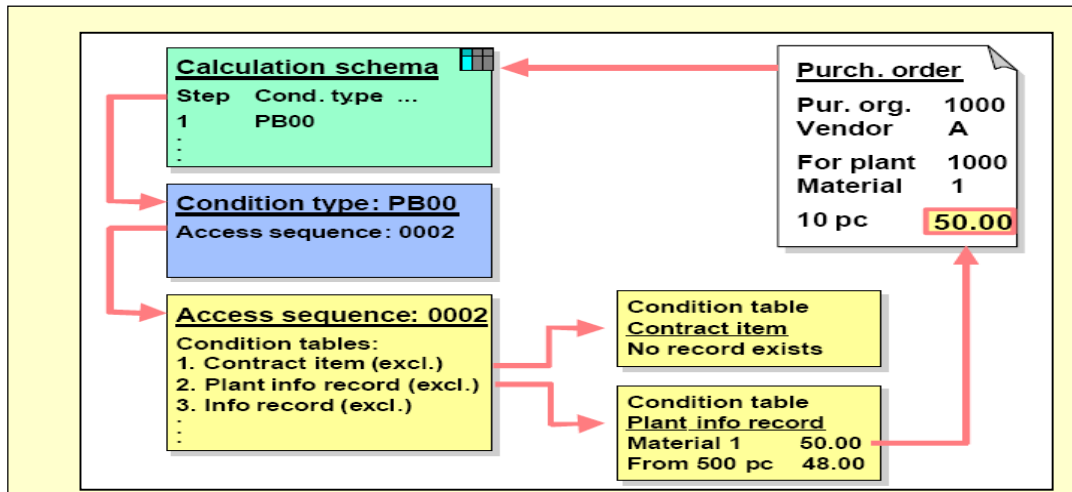 Calculation schema
Step Cond. type ...
1 PB00
:
:
Condition type: PB00
Access sequence: 0002
Access sequence: 0002
Condition tables:
1. Contract item (excl.)
2. Plant info record (excl.)
3. Info record (excl.)
:
:
Purch. order
Pur. org. 1000
Vendor A
For plant 1000
Material 1
10 pc 50.00
Condition table
Contract item
No record exists
Condition table
Plant info record
Material 1 50.00
From 500 pc 48.00